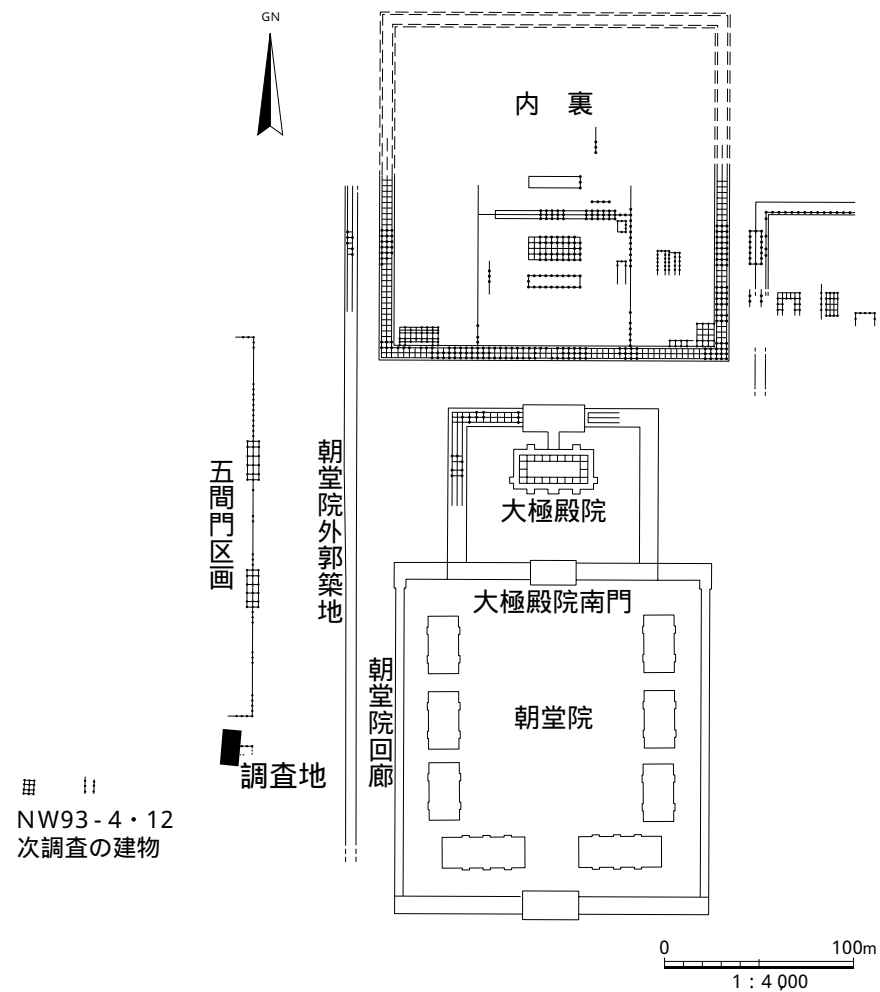 GN
内 裏
五間門区画
朝堂院外郭築地
大極殿院
大極殿院南門
朝堂院回廊
朝堂院
調査地
NW93-4・12
次調査の建物
0 100m
1:4,000